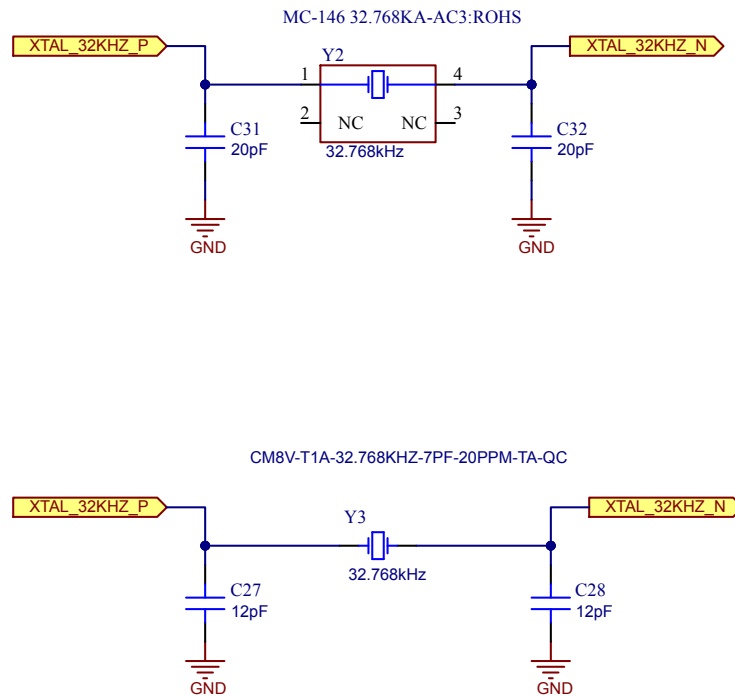 MC-146 32.768KA-AC3:ROHS
XTAL_32KHZ_P
XTAL_32KHZ_N
Y2
1
4
2
NC
NC
3
C31
20pF
32.768kHz
C32
20pF
GND
GND
CM8V-T1A-32.768KHZ-7PF-20PPM-TA-QC
XTAL_32KHZ_P
XTAL_32KHZ_N
Y3
32.768kHz
C27
12pF
C28
12pF
GND
GND